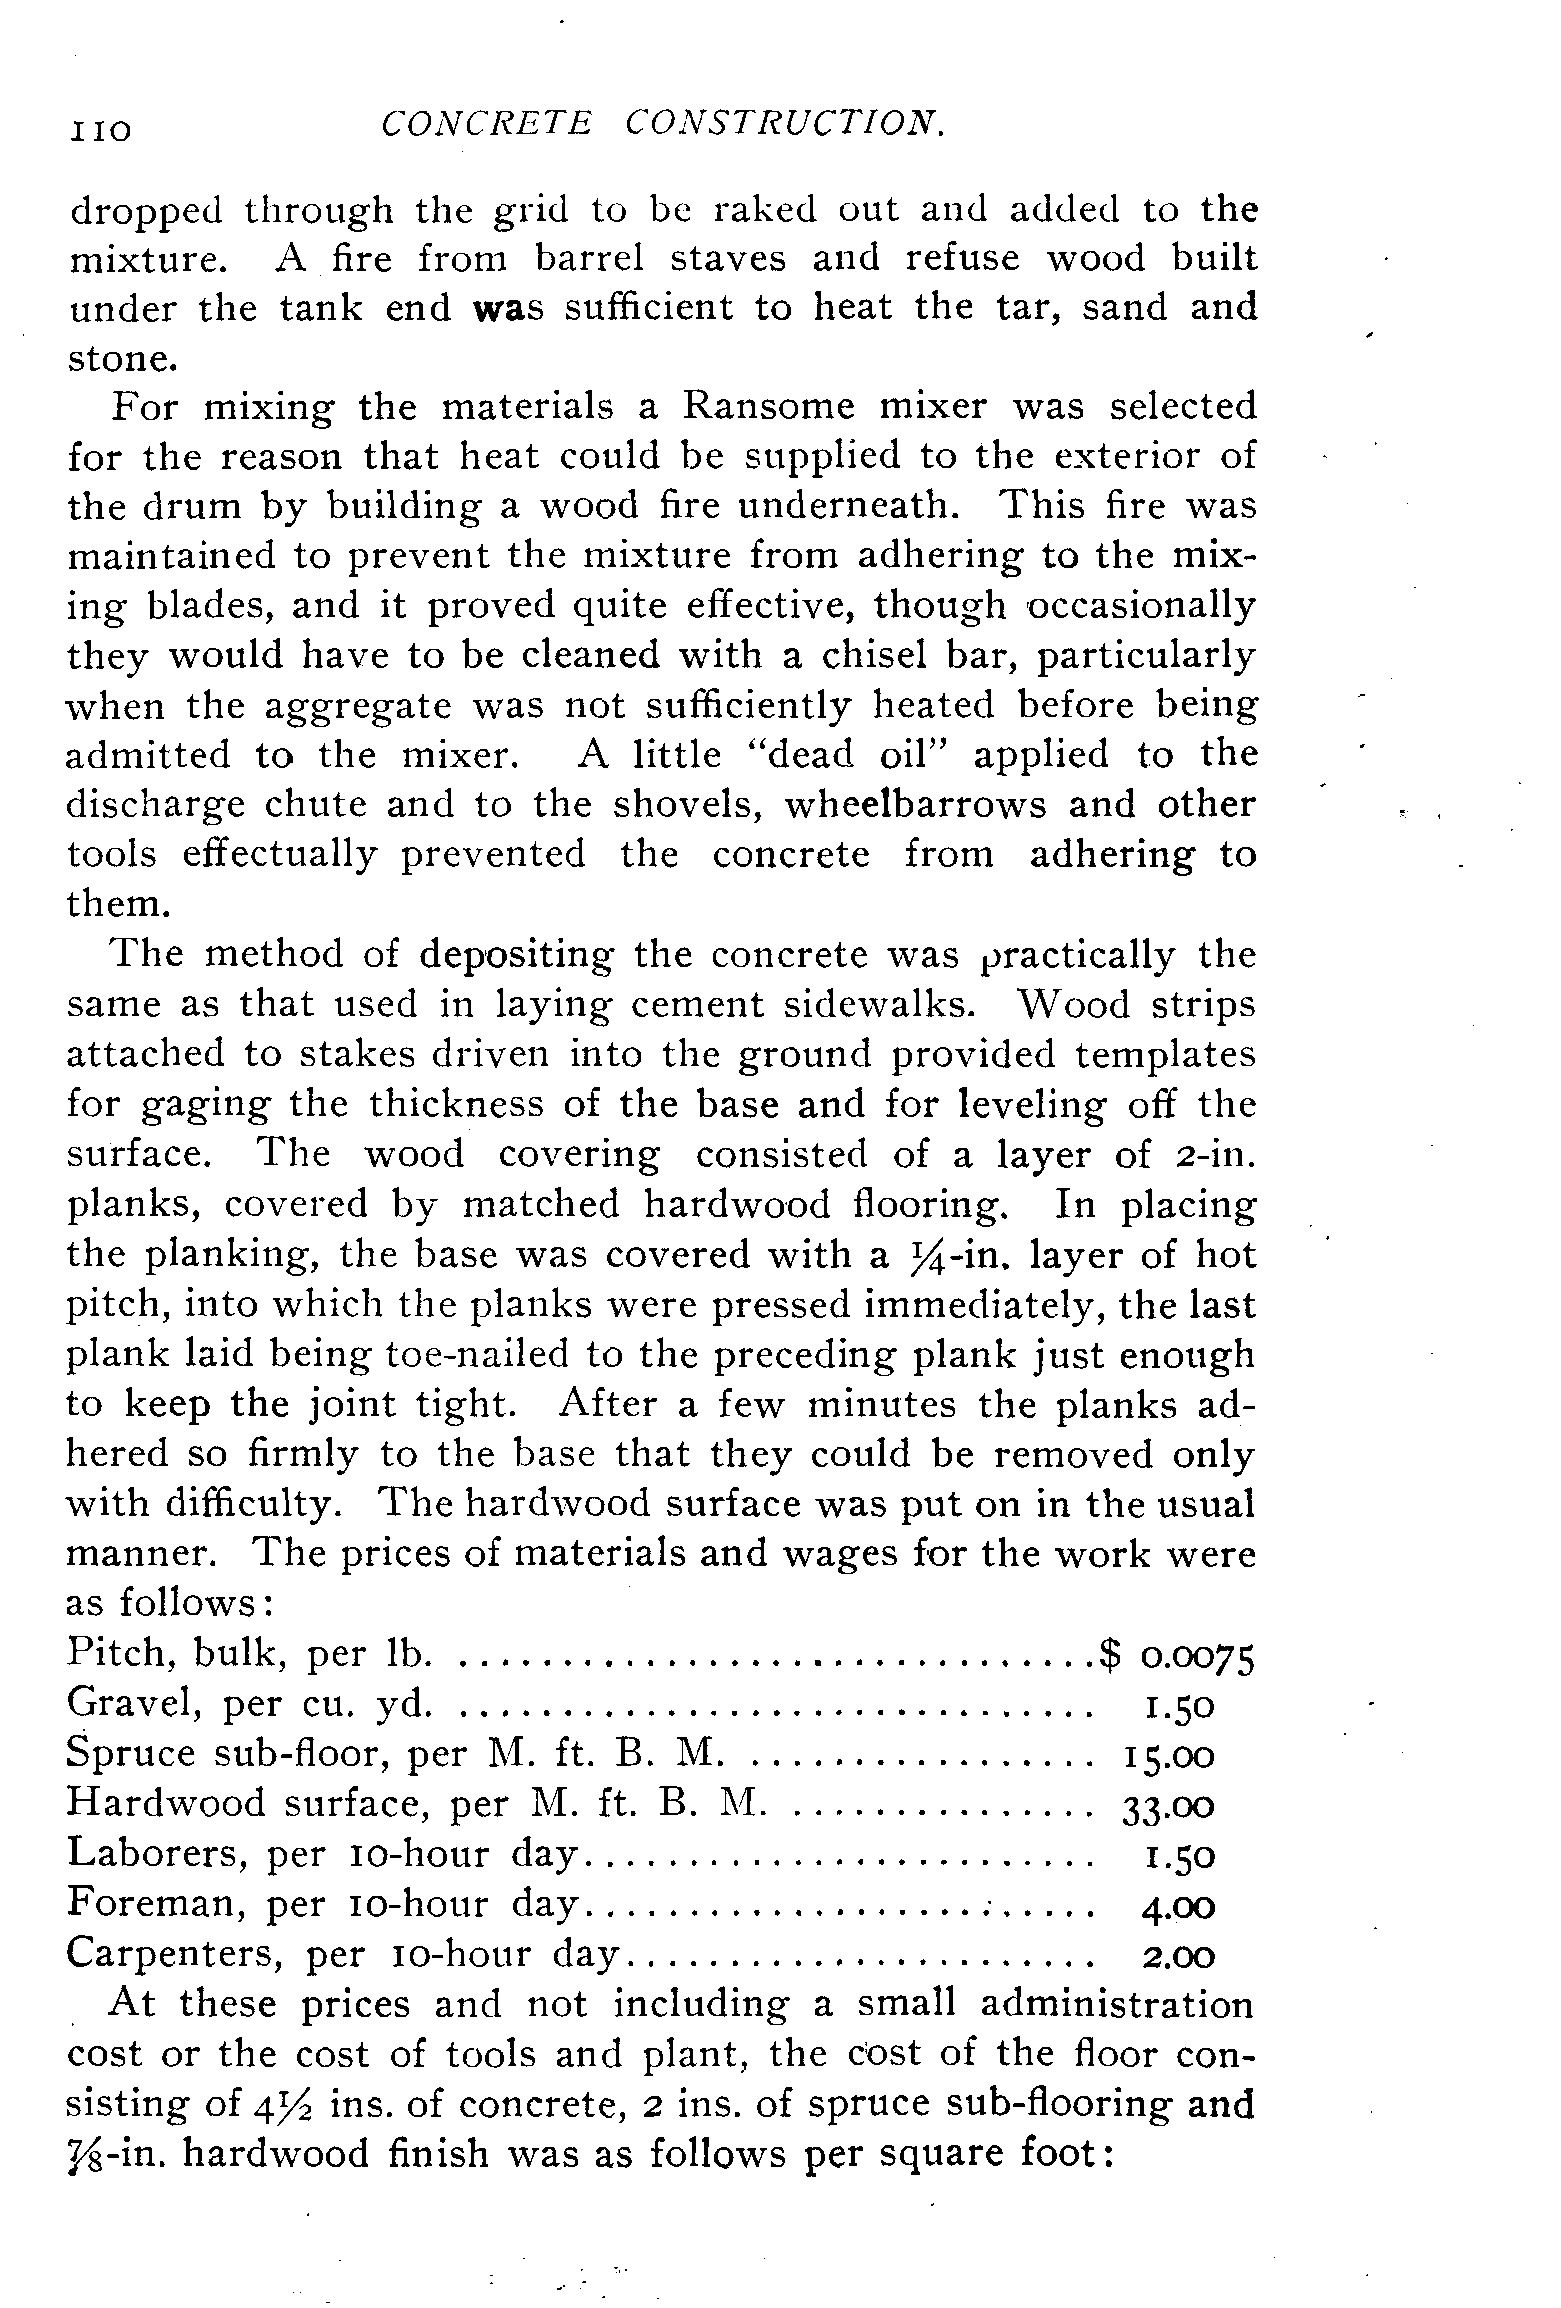 110 CONCRETE CONSTRUCTION.
dropped through the grid to be raked out and added to the
mixture. A fire from barrel staves and refuse wood built
under the tank end was sufficient to heat the tar, sand and
stone.
For mixing the materials a Ransome mixer was selected
for the reason that heat could be supplied to the exterior of
the drum by building a wood fire underneath. This fire was
maintained to prevent the mixture from adhering to the mix-
ing blades, and it proved quite effective, though occasionally
they would have to be cleaned with a chisel bar, particularly
when the aggregate was not sufficiently heated before being
admitted to the mixer. A little “dead oil” applied to the
discharge chute and to the shovels, wheelbarrows and other
tools effectually prevented the concrete from adhering to
them.
The method of depositing the concrete was practically the
same as that used in laying cement sidewalks. Wood strips
attached to stakes driven into the ground provided templates
for gaging the thickness of the base and for leveling off the
surface. The wood covering consisted of a layer of 2-in.
planks, covered by matched hardwood flooring. In placing
the planking, the base was covered with a ¼-in. layer of hot
pitch, into which the planks were pressed immediately, the last
plank laid being toe-nailed to the preceding plank just enough
to keep the joint tight. After a few minutes the planks ad-
hered so firmly to the base that they could be removed only
with difficulty. The hardwood surface was put on in the usual
manner. The prices of materials and wages for the work were
as follows:
Pitch, bulk, per lb. ...............................$ 0.0075
Gravel, per cu. yd. ................................ 1.50
Spruce sub-floor, per M. ft. B. M. ................. 15.00
Hardwood surface, per M. ft. B. M. ............... 33.00
Laborers, per 10-hour day......................... 1.50
Foreman, per 10-hour day......................... 4.00
Carpenters, per 10-hour day....................... 2.00
At these prices and not including a small administration
cost or the cost of tools and plant, the cost of the floor con-
sisting of 4½ ins. of concrete, 2 ins. of spruce sub-flooring and
⅞-in. hardwood finish was as follows per square foot: